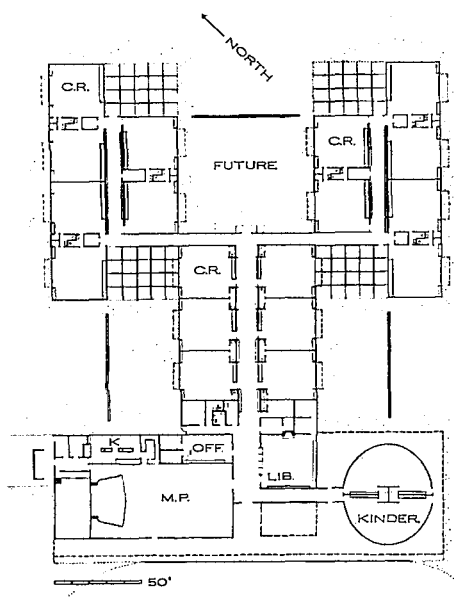 NORTH
C.R.
C.R.
FUTURE
C.R.
K
OFF.
LIB.
M.P.
KINDER.
50'